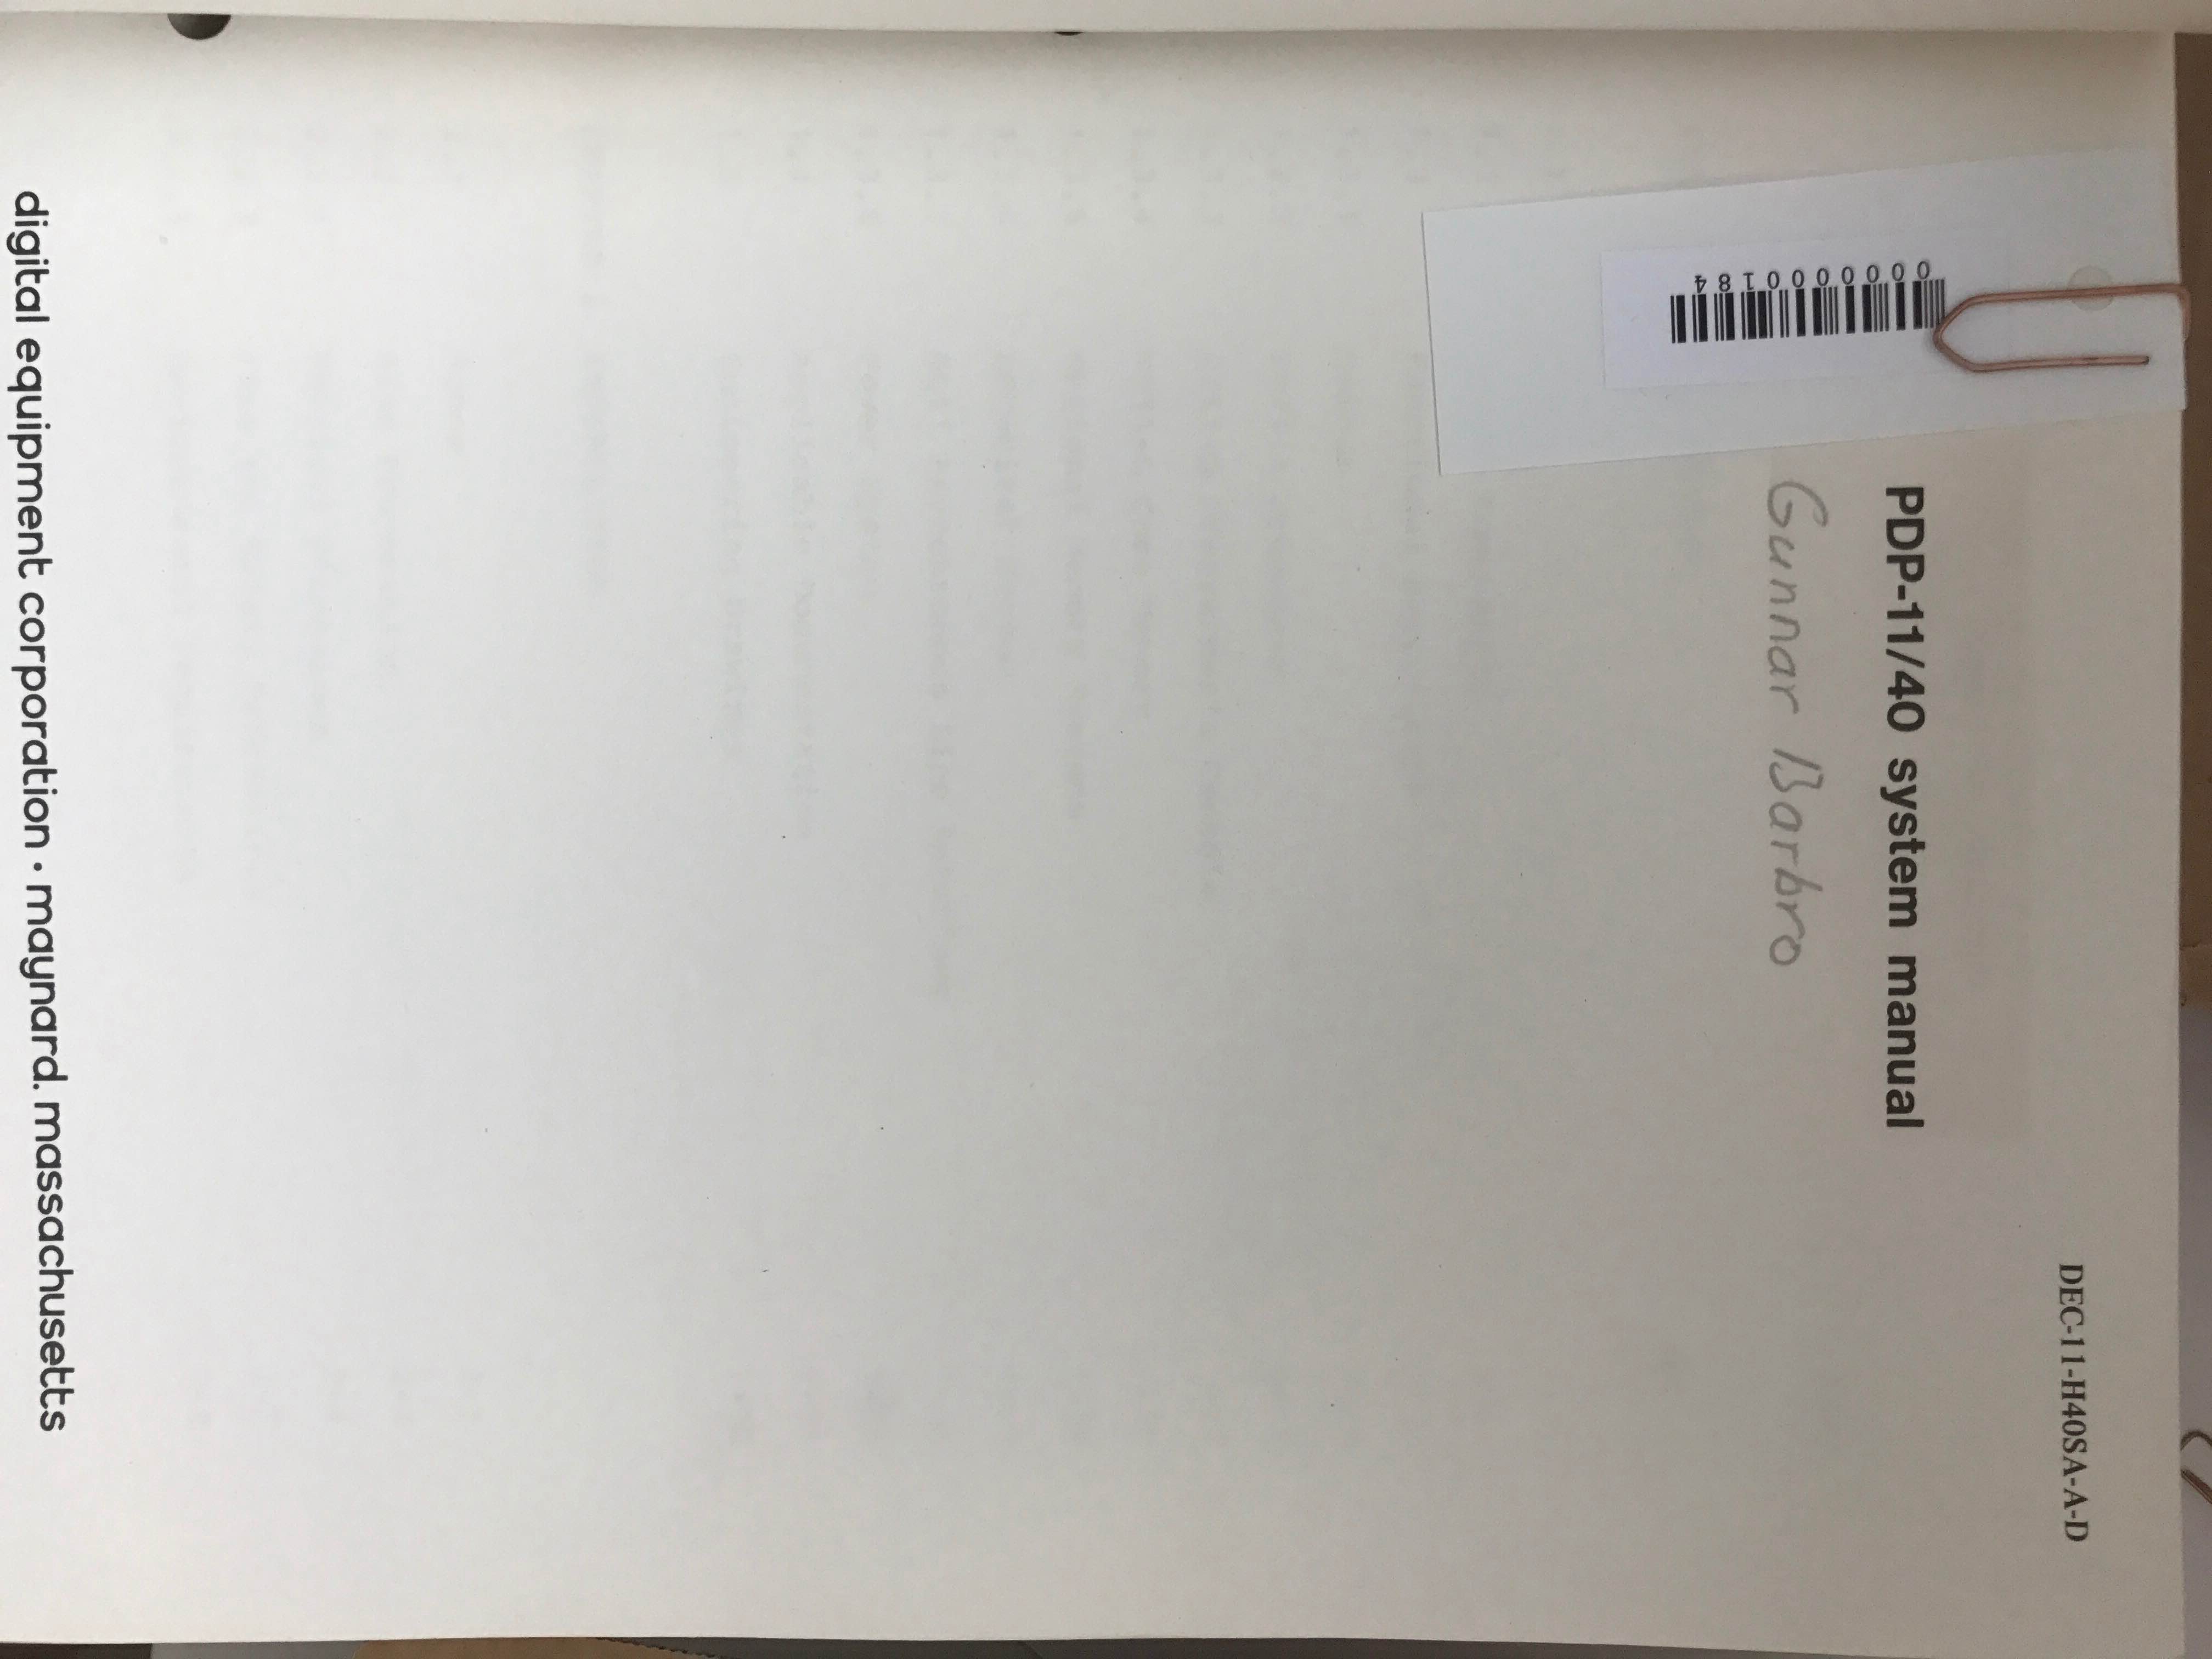 DEC-11-H40SA-A-D
0000000184
PDP-11/40 system manual
Gunnar Barbro
digital equipment corporation · maynard. massachusetts